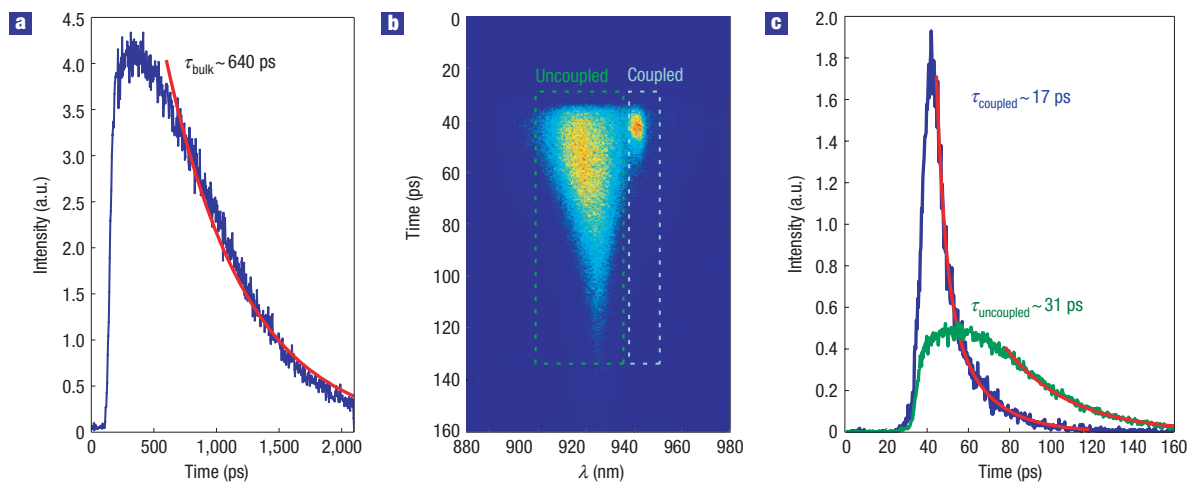 a
4.5
4.0
3.5
3.0
2.5
2.0
1.5
1.0
0.5
0
Intensity (a.u.)
τbulk ~ 640 ps
0 500 1,000 1,500 2,000
Time (ps)
b
0
20
40
60
80
100
120
140
160
Time (ps)
Uncoupled Coupled
880 900 920 940 960 980
λ (nm)
c
2.0
1.8
1.6
1.4
1.2
1.0
0.8
0.6
0.4
0.2
0
Intensity (a.u.)
τcoupled ~ 17 ps
τuncoupled ~ 31 ps
0 20 40 60 80 100 120 140 160
Time (ps)